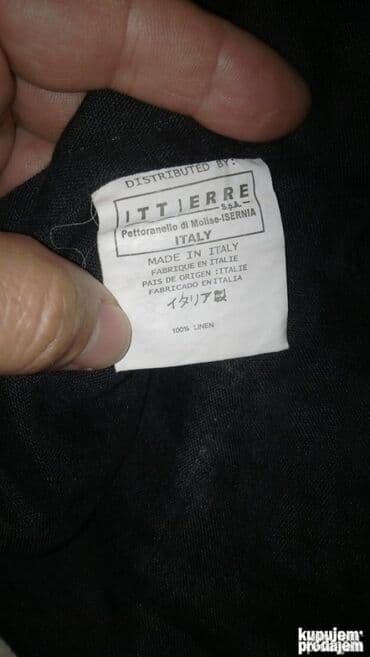 DISTRIBUTED BY:
ITTIERRE
S.p.A.
Pettoranello di Molise-ISERNIA
ITALY
MADE IN ITALY
FABRIQUE EN ITALIE
PAIS DE ORIGEN :ITALIE
FABRICADO EN ITALIA
イタリア製
100% LINEN
kupujem
prodajem